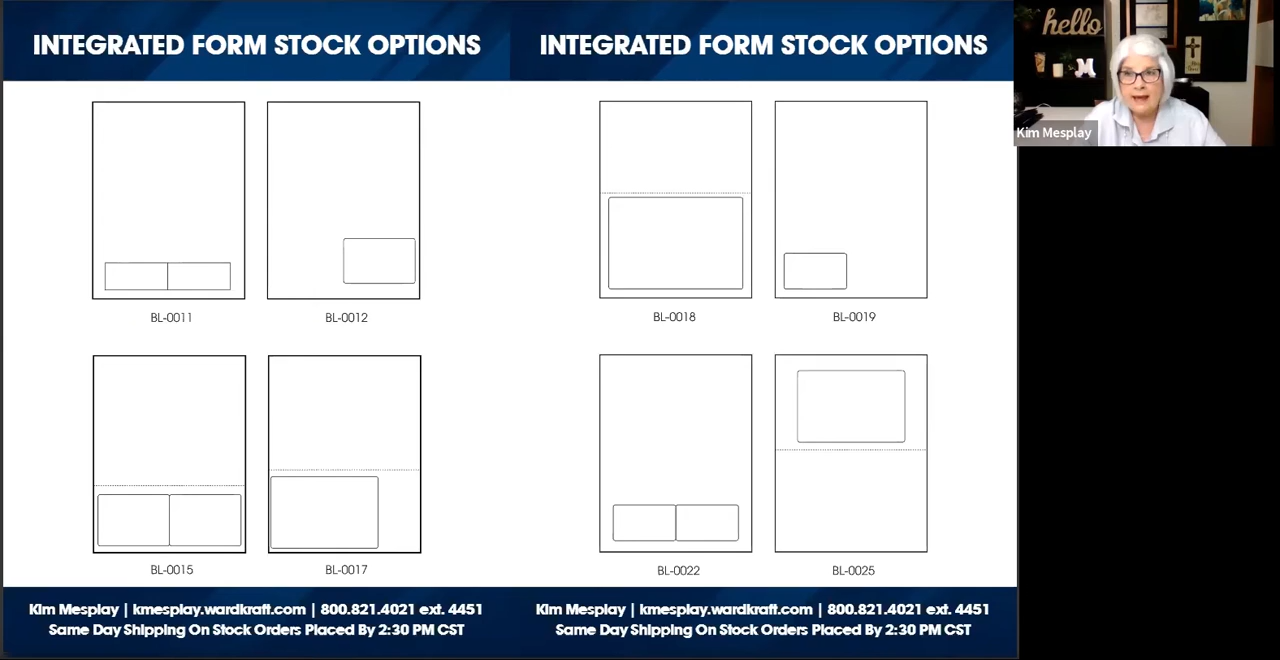 INTEGRATED FORM STOCK OPTIONS
BL-0011
BL-0012
BL-0015
BL-0017
Kim Mesplay | kmesplay.wardkraft.com | 800.821.4021 ext. 4451
Same Day Shipping On Stock Orders Placed By 2:30 PM CST
INTEGRATED FORM STOCK OPTIONS
BL-0018
BL-0019
BL-0022
BL-0025
Kim Mesplay | kmesplay.wardkraft.com | 800.821.4021 ext. 4451
Same Day Shipping On Stock Orders Placed By 2:30 PM CST
hello
M
Kim Mesplay